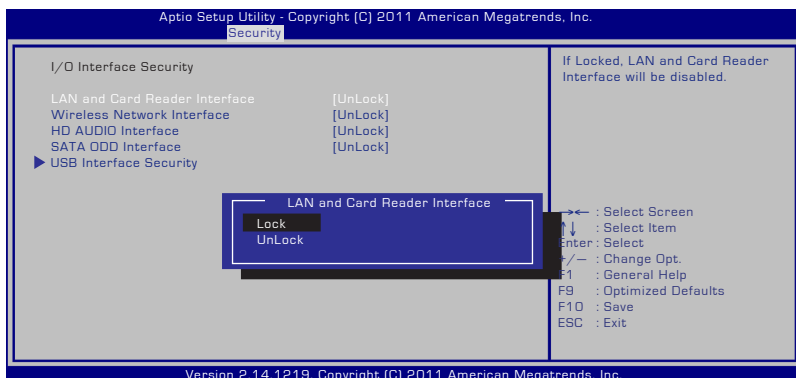 Aptio Setup Utility - Copyright (C) 2011 American Megatrends, Inc.
Security
I/O Interface Security
LAN and Card Reader Interface [UnLock]
Wireless Network Interface [UnLock]
HD AUDIO Interface [UnLock]
SATA ODD Interface [UnLock]
USB Interface Security
If Locked, LAN and Card Reader
Interface will be disabled.
LAN and Card Reader Interface
Lock
UnLock
→← : Select Screen
↑↓ : Select Item
Enter : Select
+/— : Change Opt.
F1 : General Help
F9 : Optimized Defaults
F10 : Save
ESC : Exit
Version 2.14.1219. Copyright (C) 2011 American Megatrends, Inc.